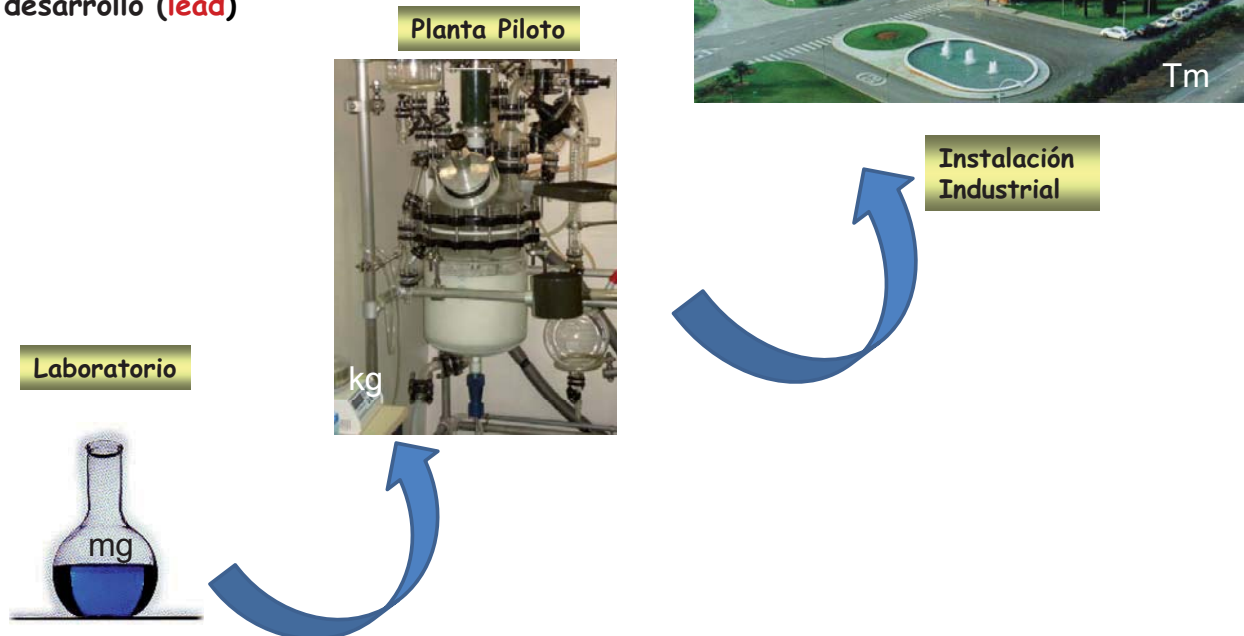 desarrollo (lead)
Planta Piloto
Tm
Instalación
Industrial
Laboratorio
kg
mg